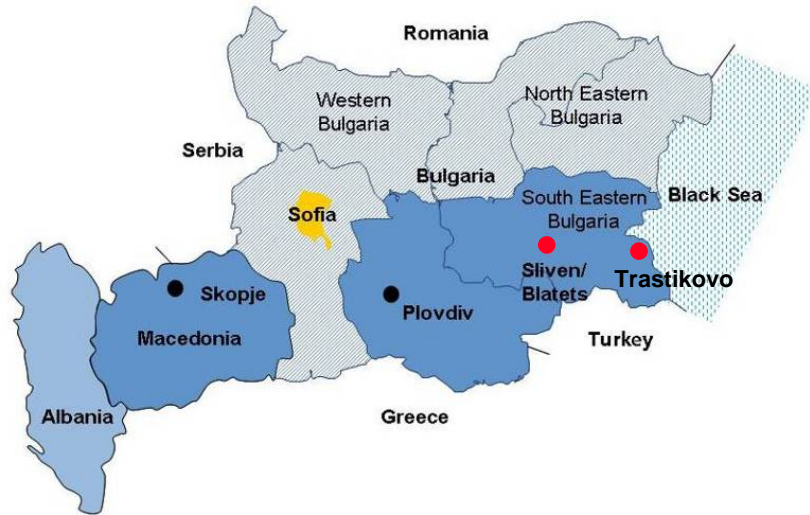 Romania
Western
Bulgaria
North Eastern
Bulgaria
Serbia
Bulgaria
Black Sea
South Eastern
Bulgaria
Sofia
Sliven/
Blatets
Trastikovo
Skopje
Plovdiv
Macedonia
Turkey
Albania
Greece